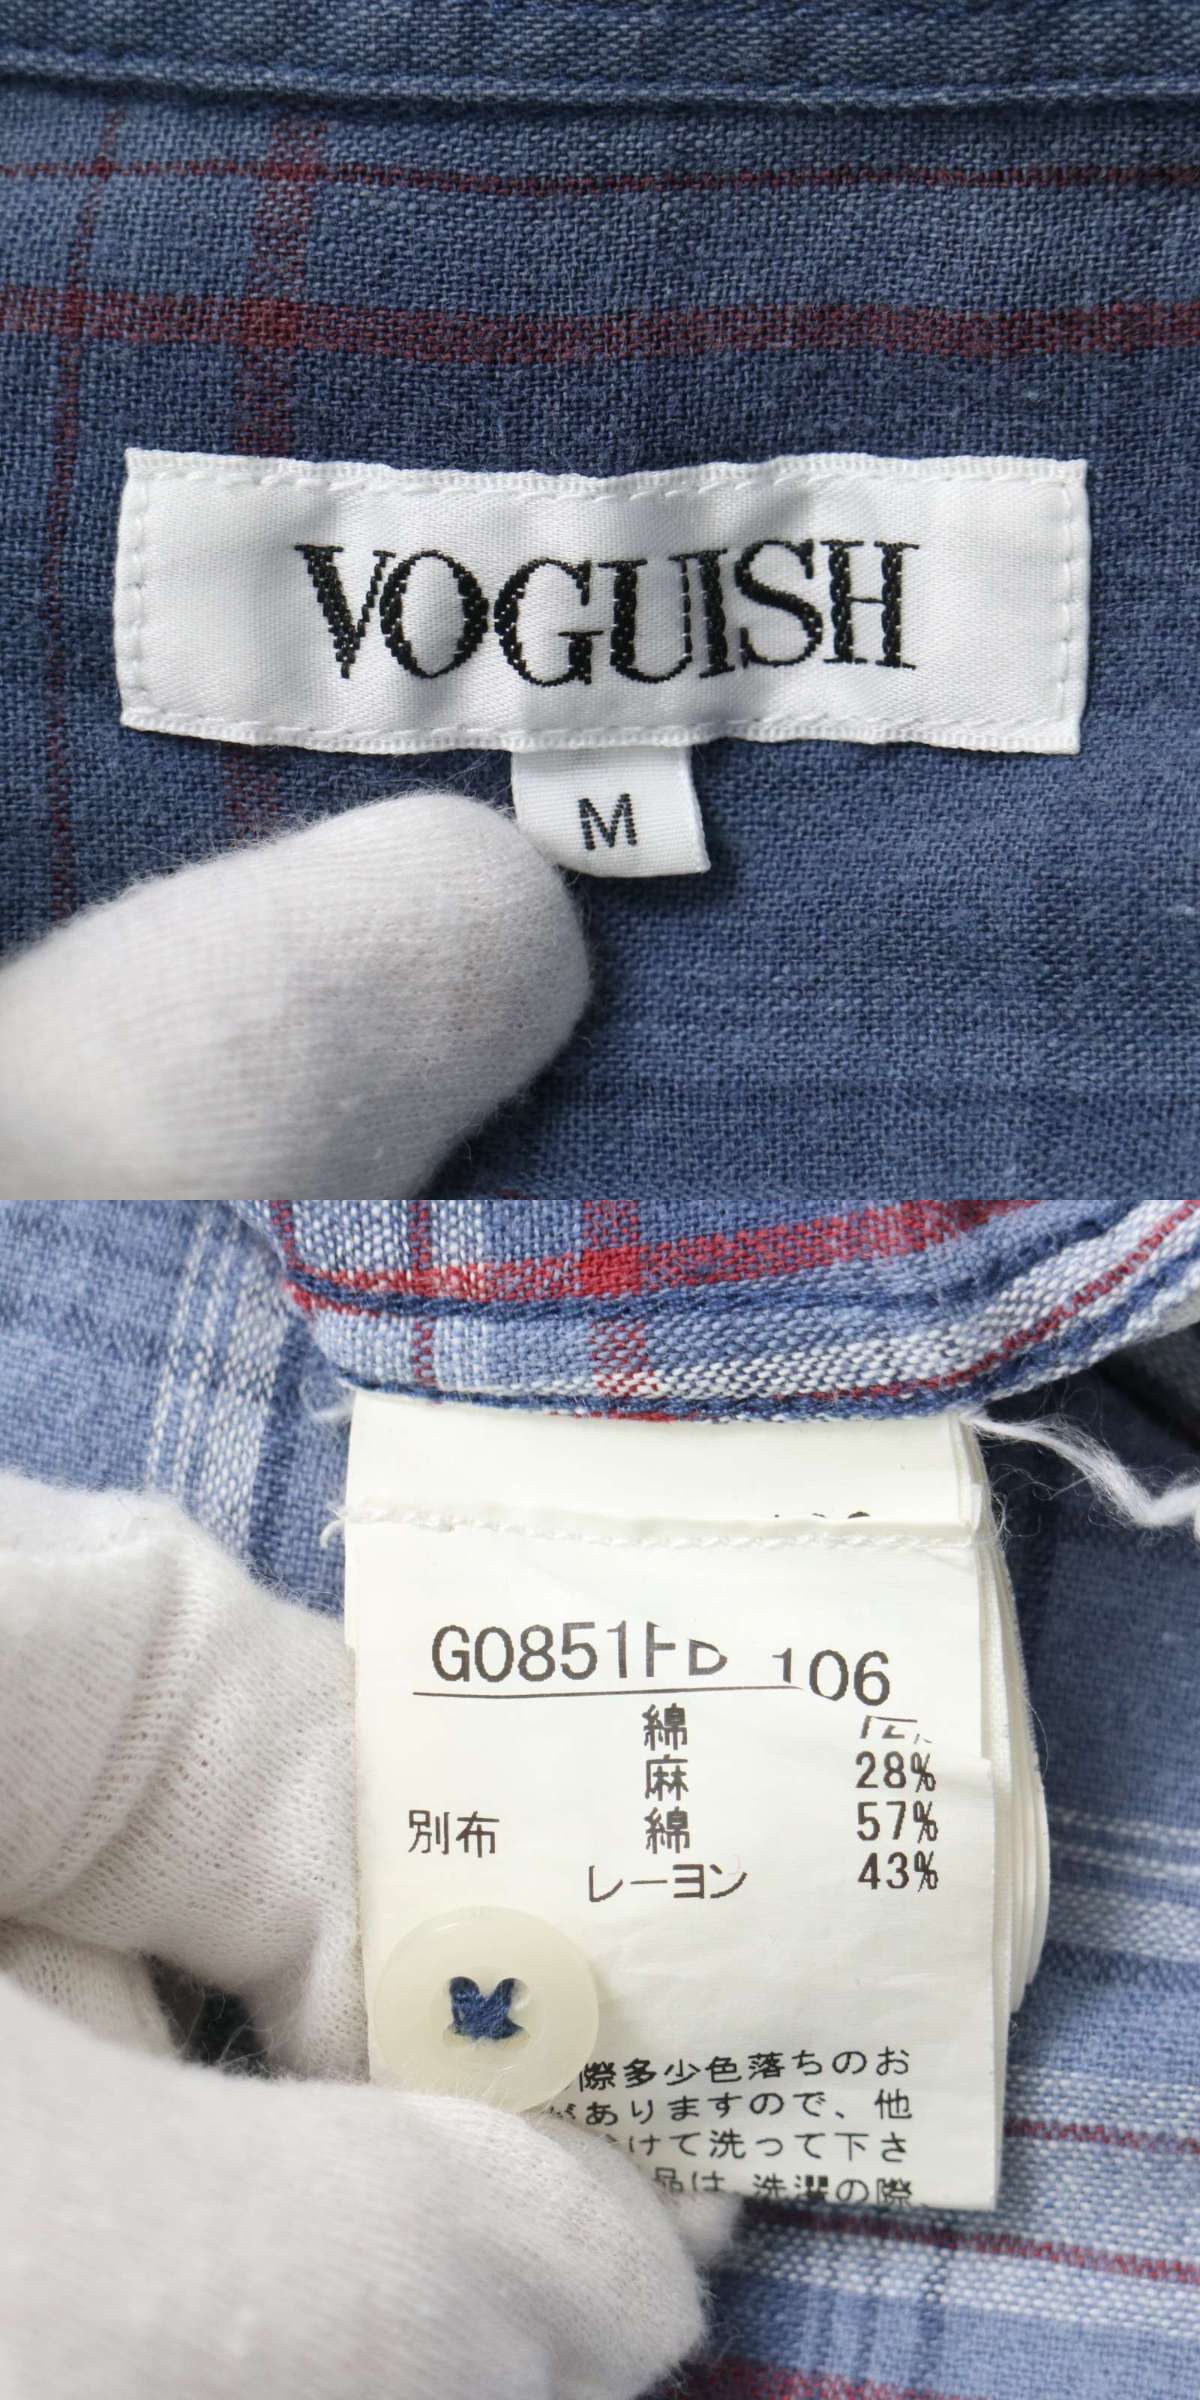 VOGUISH
M
G0851 106
綿
麻 28%
別布 綿 57%
レーヨン 43%
際多少色落ちのお
がありますので、他
けて洗って下さ
品は、洗濯の際